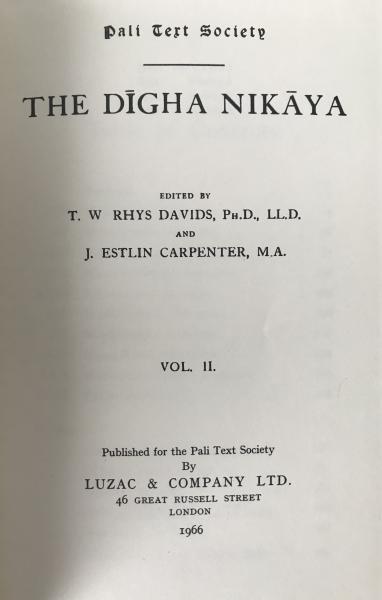 Pali Text Society
THE DĪGHA NIKĀYA
EDITED BY
T. W RHYS DAVIDS, PH.D., LL.D.
AND
J. ESTLIN CARPENTER, M.A.
VOL. II.
Published for the Pali Text Society
By
LUZAC & COMPANY LTD.
46 GREAT RUSSELL STREET
LONDON
1966